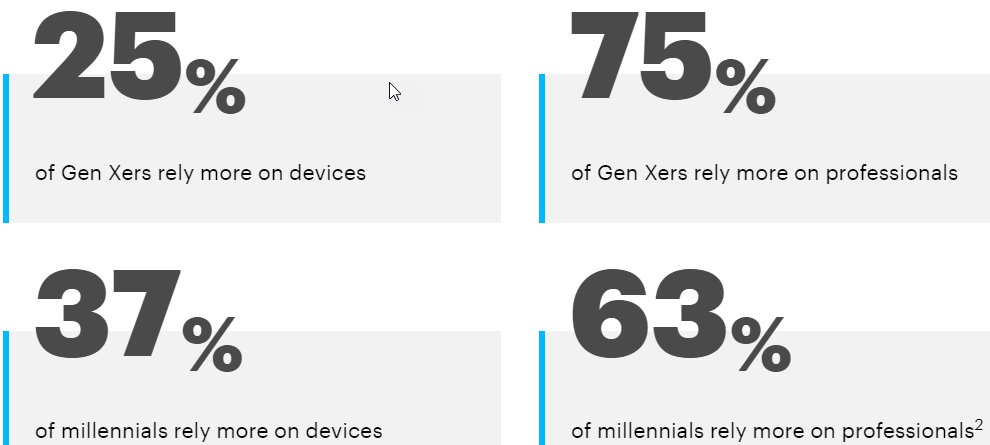 25%
75%
of Gen Xers rely more on devices
of Gen Xers rely more on professionals
37%
63%
of millennials rely more on devices
of millennials rely more on professionals²